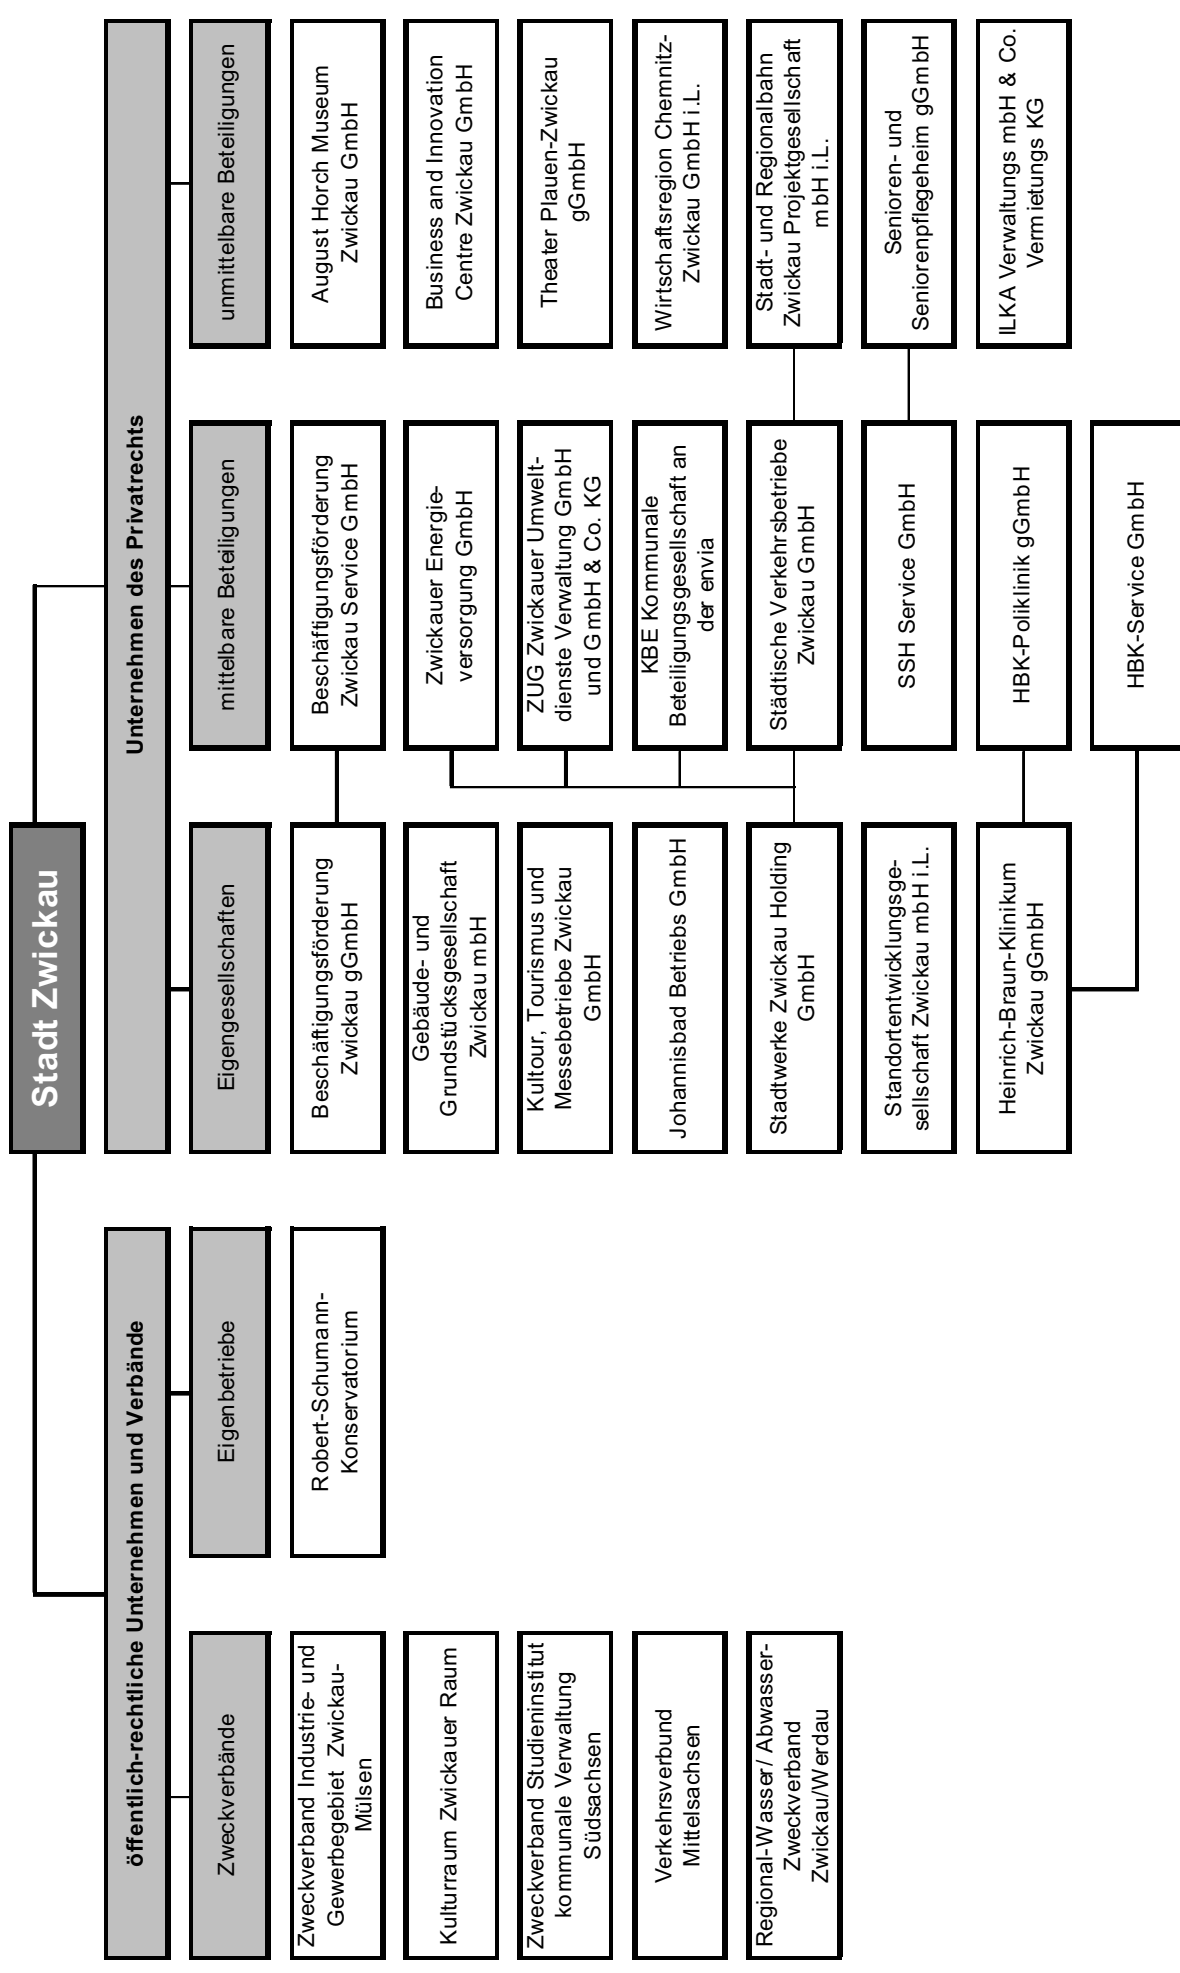 Stadt Zwickau
öffentlich-rechtliche Unternehmen und Verbände
Unternehmen des Privatrechts
Zweckverbände
Eigenbetriebe
Eigengesellschaften
mittelbare Beteiligungen
unmittelbare Beteiligungen
Zweckverband Industrie- und
Gewerbegebiet Zwickau-
Mülsen
Robert-Schumann-
Konservatorium
Beschäftigungsförderung
Zwickau gGmbH
Beschäftigungsförderung
Zwickau Service GmbH
August Horch Museum
Zwickau GmbH
Kulturraum Zwickauer Raum
Gebäude- und
Grundstücksgesellschaft
Zwickau mbH
Zwickauer Energie-
versorgung GmbH
Business and Innovation
Centre Zwickau GmbH
Zweckverband Studieninstitut
kommunale Verwaltung
Südsachsen
Kultour, Tourismus und
Messebetriebe Zwickau
GmbH
ZUG Zwickauer Umwelt-
dienste Verwaltung GmbH
und GmbH & Co. KG
Theater Plauen-Zwickau
gGmbH
Verkehrsverbund
Mittelsachsen
Johannisbad Betriebs GmbH
KBE Kommunale
Beteiligungsgesellschaft an
der envia
Wirtschaftsregion Chemnitz-
Zwickau GmbH i.L.
Regional-Wasser/ Abwasser-
Zweckverband
Zwickau/Werdau
Stadtwerke Zwickau Holding
GmbH
Städtische Verkehrsbetriebe
Zwickau GmbH
Stadt- und Regionalbahn
Zwickau Projektgesellschaft
mbH i.L.
Standortentwicklungsge-
sellschaft Zwickau mbH i.L.
SSH Service GmbH
Senioren- und
Seniorenpflegeheim gGmbH
Heinrich-Braun-Klinikum
Zwickau gGmbH
HBK-Poliklinik gGmbH
ILKA Verwaltungs mbH & Co.
Vermietungs KG
HBK-Service GmbH